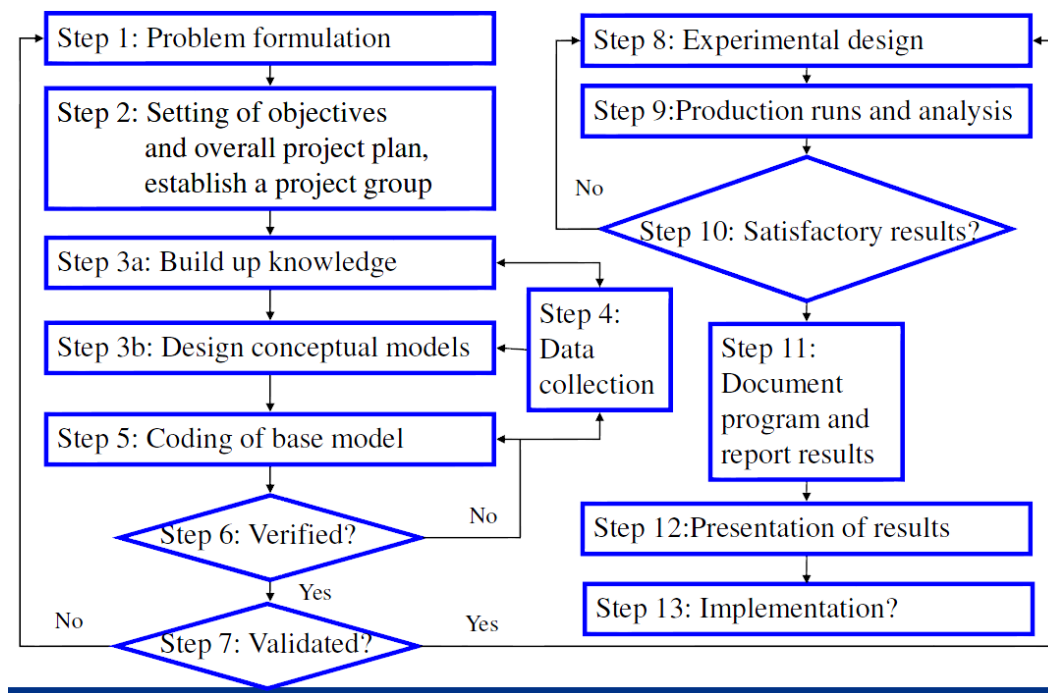 Step 1: Problem formulation
Step 2: Setting of objectives
and overall project plan,
establish a project group
Step 3a: Build up knowledge
Step 3b: Design conceptual models
Step 4:
Data
collection
Step 5: Coding of base model
Step 6: Verified?
No
Yes
Step 7: Validated?
No
Yes
Step 8: Experimental design
Step 9:Production runs and analysis
No
Step 10: Satisfactory results?
Step 11:
Document
program and
report results
Step 12:Presentation of results
Step 13: Implementation?